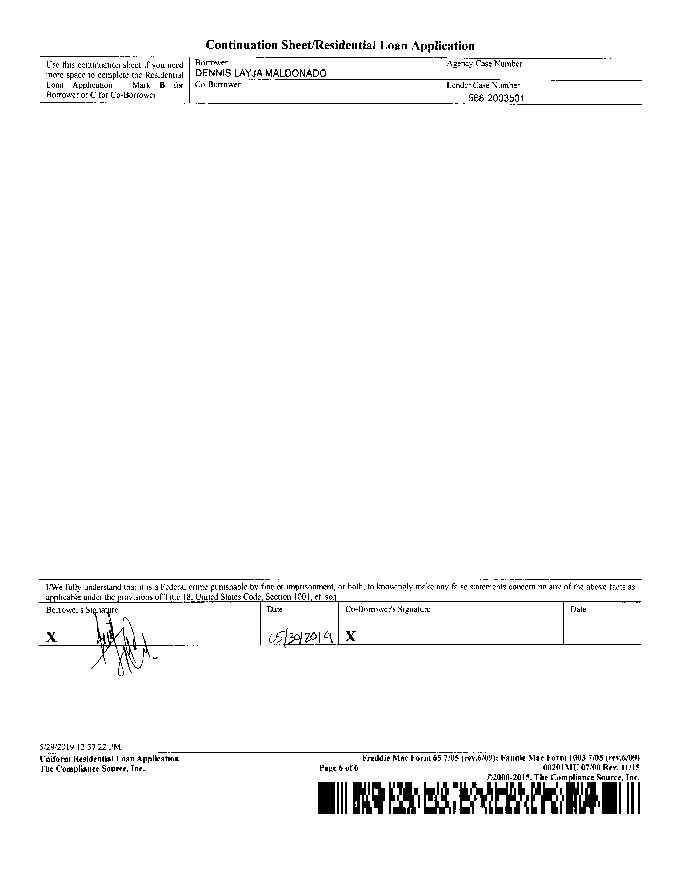 Continuation Sheet/Residential Loan Application
Use this continuation sheet if you need
more space to complete the Residential
Loan Application. Mark B for
Borrower or C for Co-Borrower
Borrower
DENNIS LAYJA MALDONADO
Co-Borrower
Agency Case Number
Lender Case Number
588-2003501
I/We fully understand that it is a Federal crime punishable by fine or imprisonment, or both, to knowingly make any false statements concerning any of the above facts as
applicable under the provisions of Title 18, United States Code, Section 1001, et. seq
Borrower's Signature
X
Date
05/30/2019
Co-Borrower's Signature
X
Date
5/29/2019 12:37:22 PM
Uniform Residential Loan Application
The Compliance Source, Inc.
Page 6 of 6
Freddie Mac Form 65 7/05 (rev.6/09); Fannie Mae Form 1003 7/05 (rev.6/09)
00201MU 07/00 Rev. 11/15
©2000-2015, The Compliance Source, Inc.